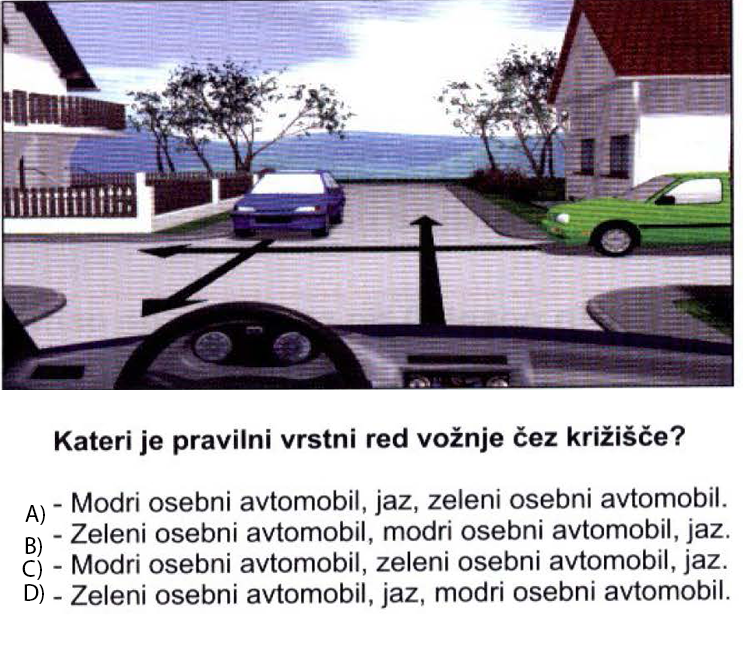 Kateri je pravilni vrstni red vožnje čez križišče?
A) - Modri osebni avtomobil, jaz, zeleni osebni avtomobil.
B) - Zeleni osebni avtomobil, modri osebni avtomobil, jaz.
C) - Modri osebni avtomobil, zeleni osebni avtomobil, jaz.
D) - Zeleni osebni avtomobil, jaz, modri osebni avtomobil.